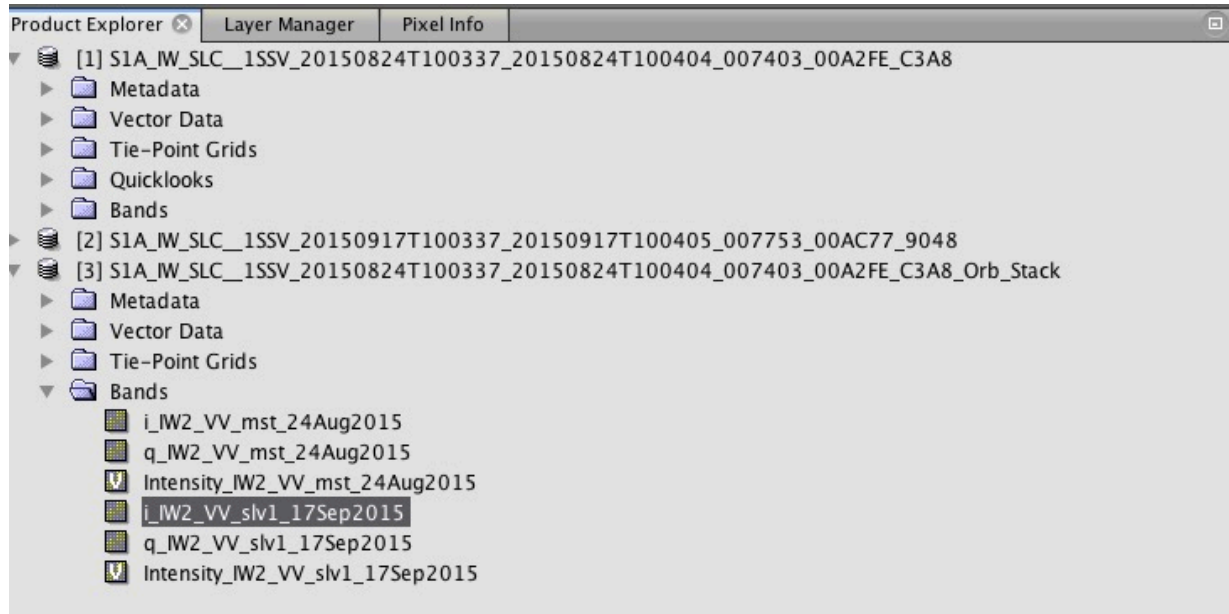 Product Explorer Layer Manager Pixel Info
[1] S1A_IW_SLC__1SSV_20150824T100337_20150824T100404_007403_00A2FE_C3A8
Metadata
Vector Data
Tie-Point Grids
Quicklooks
Bands
[2] S1A_IW_SLC__1SSV_20150917T100337_20150917T100405_007753_00AC77_9048
[3] S1A_IW_SLC__1SSV_20150824T100337_20150824T100404_007403_00A2FE_C3A8_Orb_Stack
Metadata
Vector Data
Tie-Point Grids
Bands
i_IW2_VV_mst_24Aug2015
q_IW2_VV_mst_24Aug2015
Intensity_IW2_VV_mst_24Aug2015
i_IW2_VV_slv1_17Sep2015
q_IW2_VV_slv1_17Sep2015
Intensity_IW2_VV_slv1_17Sep2015